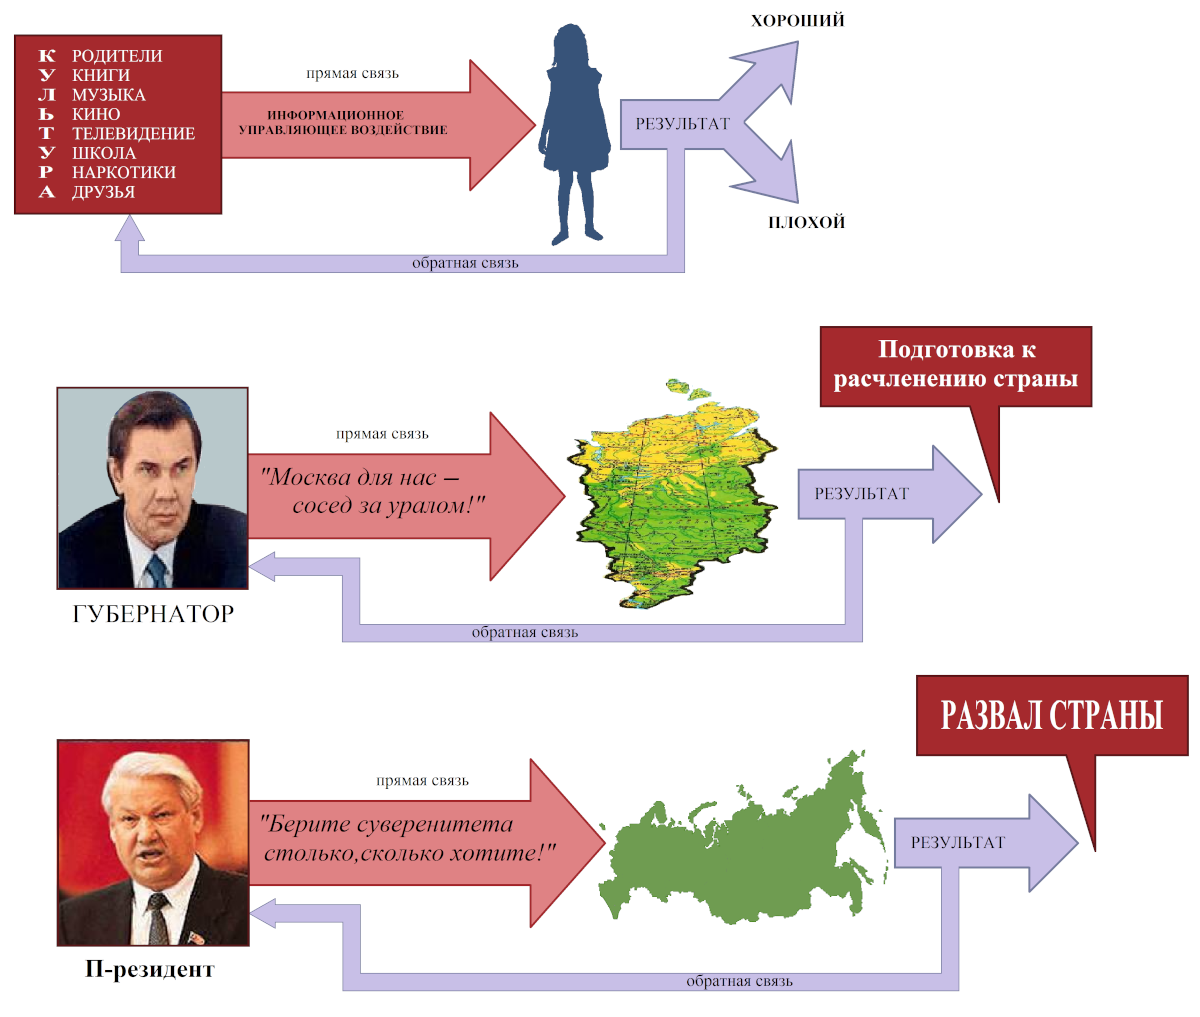 ХОРОШИЙ
К РОДИТЕЛИ
У КНИГИ
Л МУЗЫКА
Ь КИНО
Т ТЕЛЕВИДЕНИЕ
У ШКОЛА
Р НАРКОТИКИ
А ДРУЗЬЯ
прямая связь
ИНФОРМАЦИОННОЕ
УПРАВЛЯЮЩЕЕ ВОЗДЕЙСТВИЕ
РЕЗУЛЬТАТ
ПЛОХОЙ
обратная связь
Подготовка к
расчленению страны
прямая связь
"Москва для нас –
сосед за уралом!"
РЕЗУЛЬТАТ
ГУБЕРНАТОР
обратная связь
РАЗВАЛ СТРАНЫ
прямая связь
"Берите суверенитета
столько,сколько хотите!"
РЕЗУЛЬТАТ
П-резидент
обратная связь